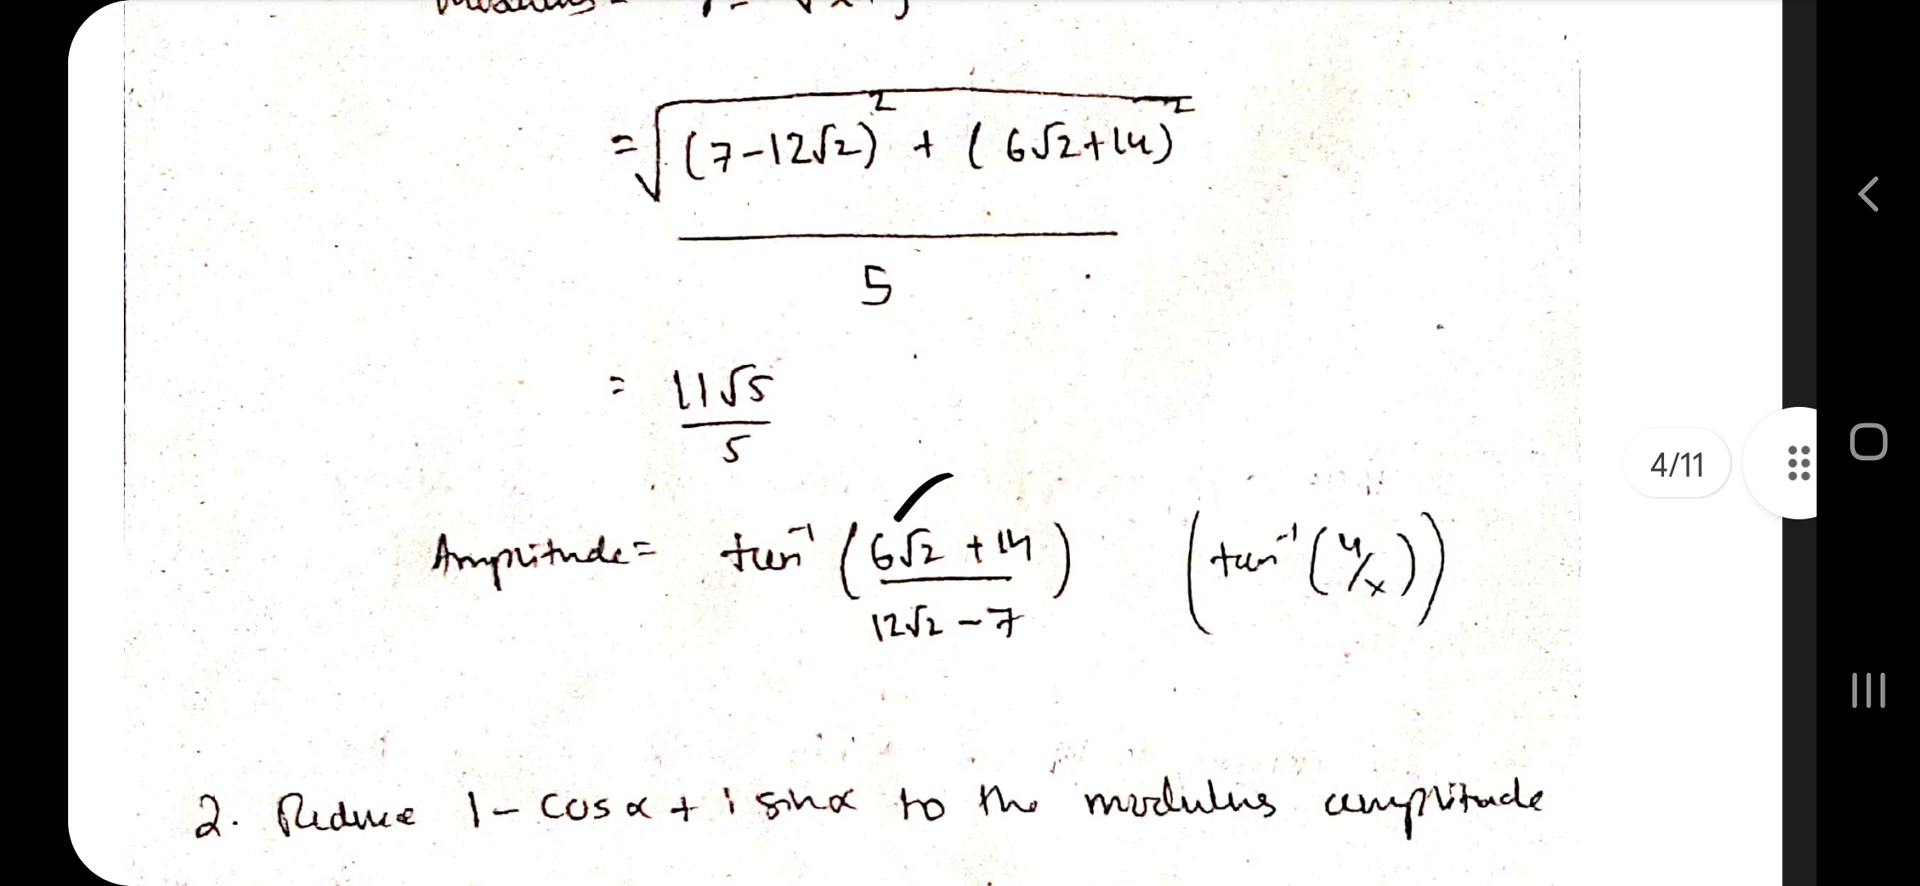 = √(7-12√2)² + (6√2+14)²
5
= 11√5
5
Amplitude = tan⁻¹ (6√2 + 14 (tan⁻¹(y/x))
12√2 - 7)
4/11
2. Reduce 1 - cos α + i sin α to the modulus amplitude